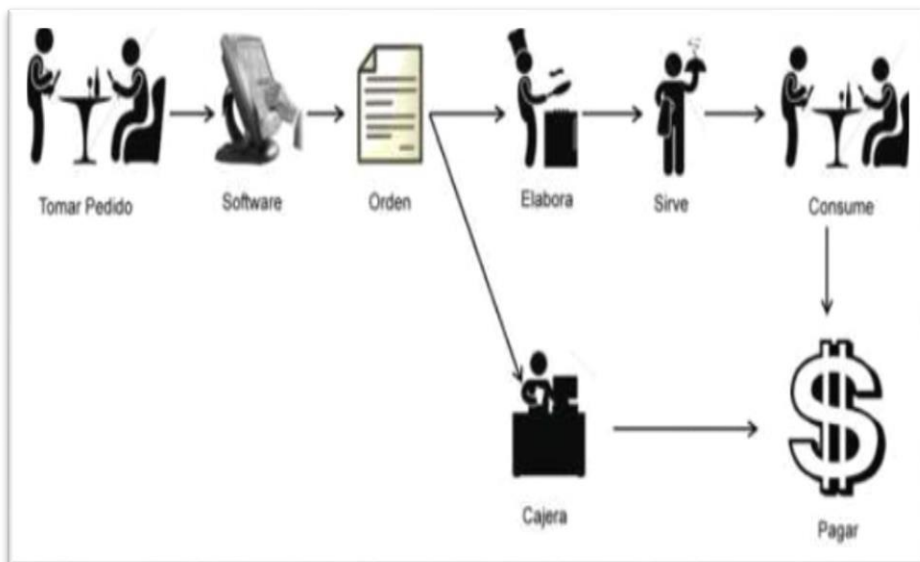 Tomar Pedido
Software
Orden
Elabora
Sirve
Consume
Cajera
Pagar